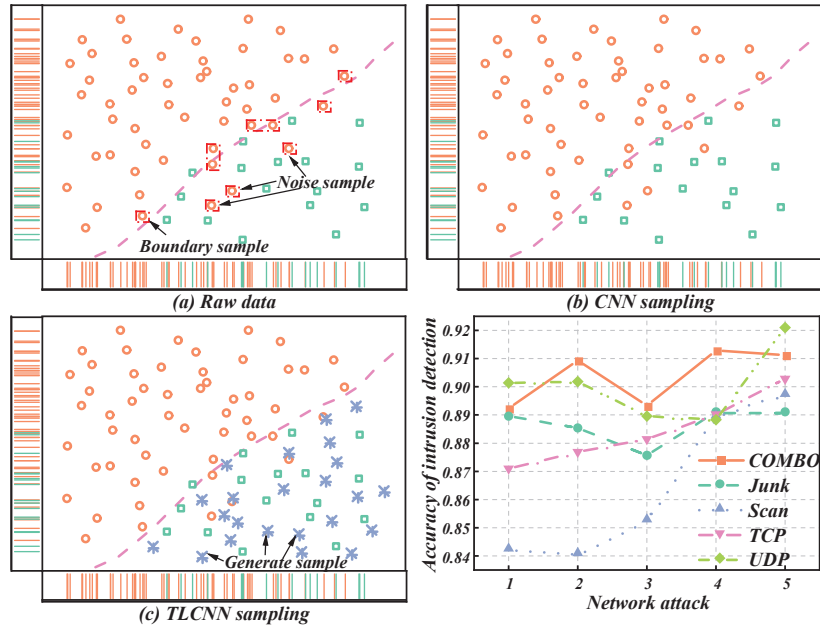 Noise sample
Boundary sample
(a) Raw data
(b) CNN sampling
Generate sample
(c) TLCNN sampling
Accuracy of intrusion detection
0.92
0.91
0.90
0.89
0.88
0.87
0.86
0.85
0.84
COMBO
Junk
Scan
TCP
UDP
1 2 3 4 5
Network attack